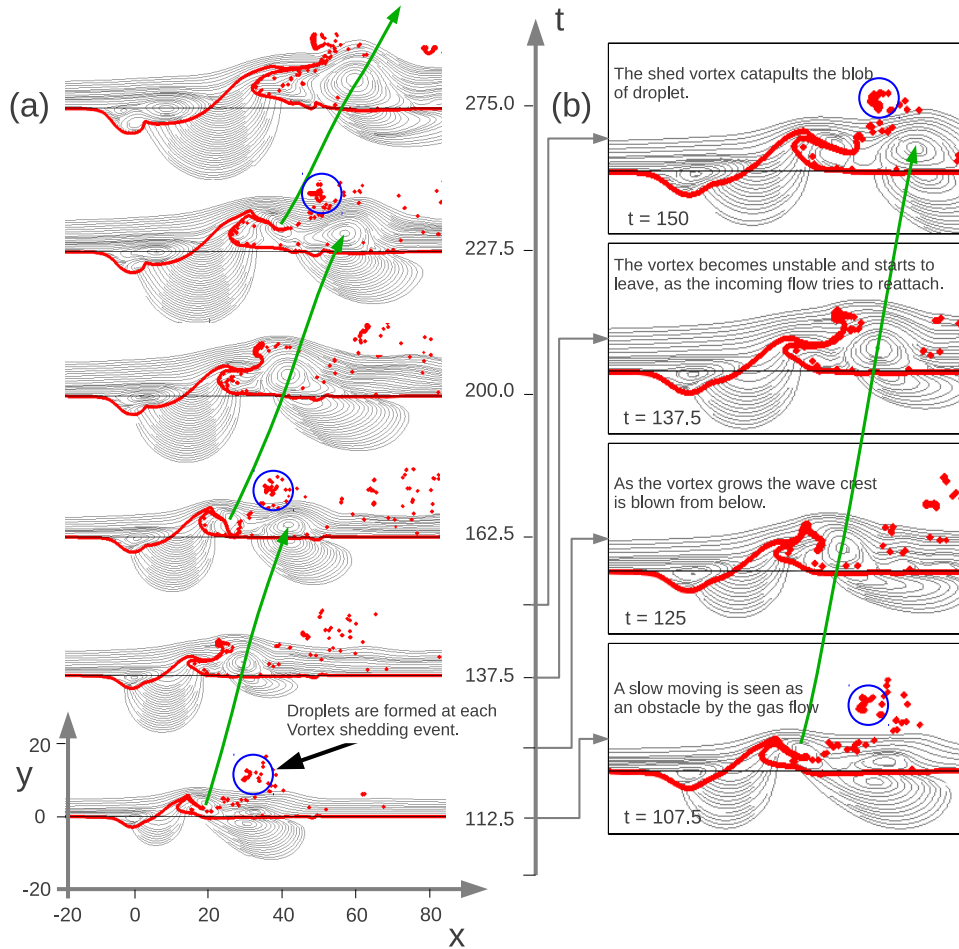 (a)
Droplets are formed at each
Vortex shedding event.
20
y
0
-20
-20
0
20
40
60
80
x
t
275.0
227.5
200.0
162.5
137.5
112.5
(b)
The shed vortex catapults the blob
of droplet.
t = 150
The vortex becomes unstable and starts to
leave, as the incoming flow tries to reattach.
t = 137.5
As the vortex grows the wave crest
is blown from below.
t = 125
A slow moving is seen as
an obstacle by the gas flow
t = 107.5